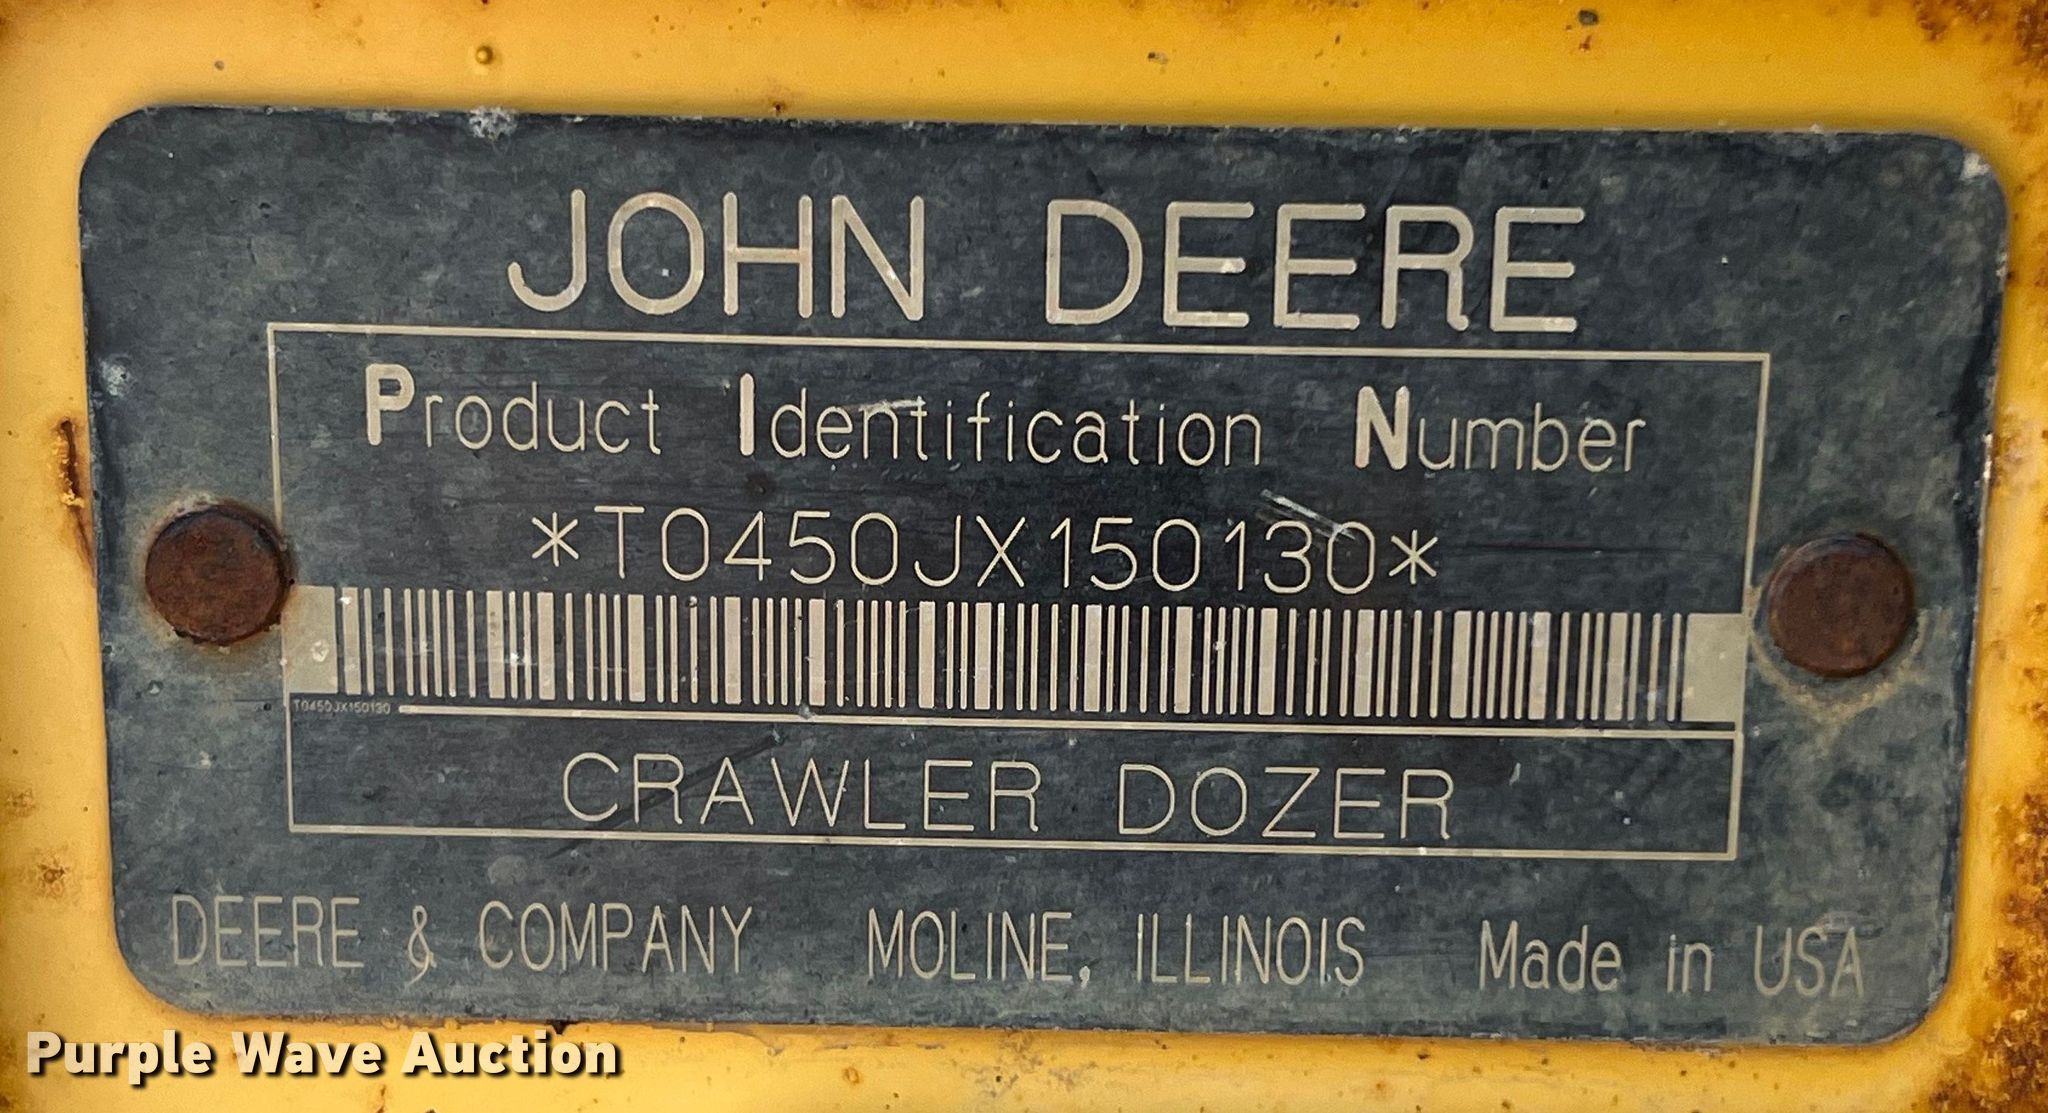 JOHN DEERE
Product Identification Number
*T0450JX150130*
T0450JX150130
CRAWLER DOZER
DEERE & COMPANY MOLINE, ILLINOIS Made in USA
Purple Wave Auction